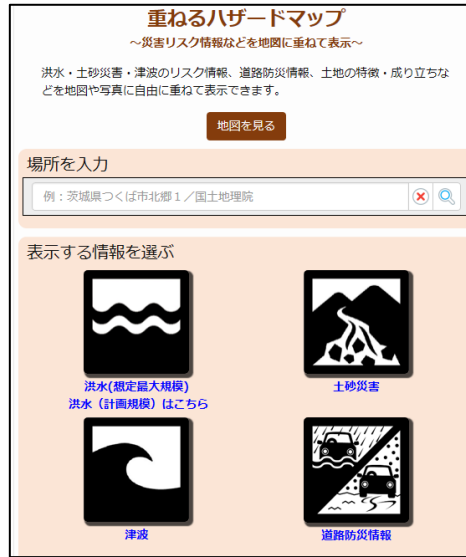 重ねるハザードマップ
～災害リスク情報などを地図に重ねて表示～
洪水・土砂災害・津波のリスク情報、道路防災情報、土地の特徴・成り立ちな
どを地図や写真に自由に重ねて表示できます。
地図を見る
場所を入力
例：茨城県つくば市北郷１／国土地理院
表示する情報を選ぶ
洪水(想定最大規模)
洪水（計画規模）はこちら
土砂災害
津波
道路防災情報